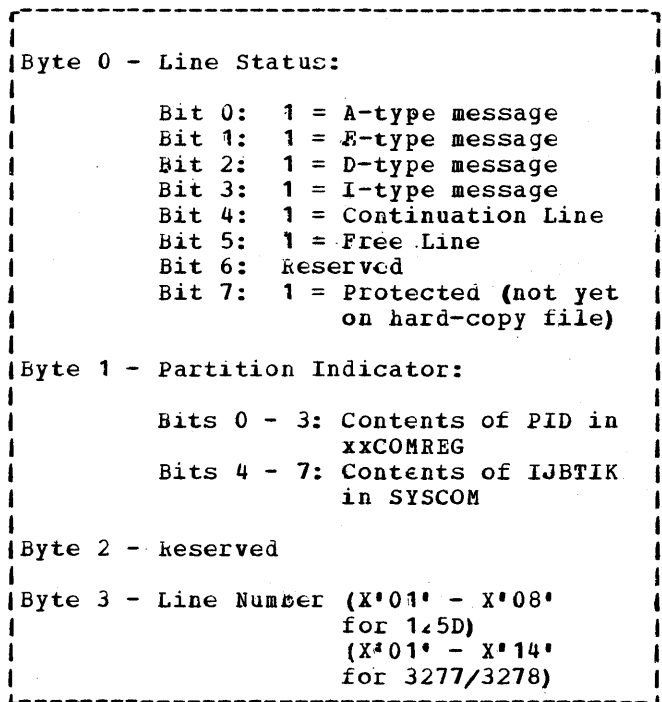 Byte 0 - Line Status:
Bit 0: 1 = A-type message
Bit 1: 1 = E-type message
Bit 2: 1 = D-type message
Bit 3: 1 = I-type message
Bit 4: 1 = Continuation Line
Bit 5: 1 = Free Line
Bit 6: Reserved
Bit 7: 1 = Protected (not yet
on hard-copy file)
Byte 1 - Partition Indicator:
Bits 0 - 3: Contents of PID in
xxCOMREG
Bits 4 - 7: Contents of IJBTIK
in SYSCOM
Byte 2 - Reserved
Byte 3 - Line Number (X'01' - X'08'
for 125D)
(X'01' - X'14'
for 3277/3278)